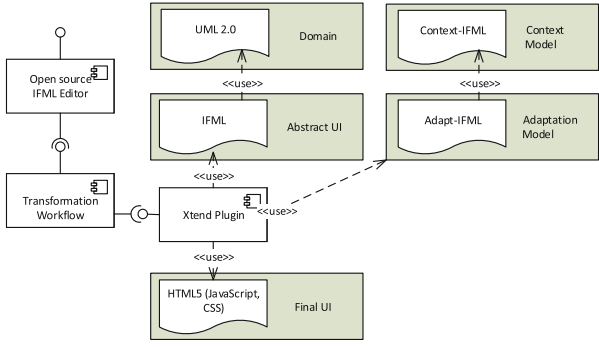 UML 2.0
Domain
Context-IFML
Context
Model
<<use>>
<<use>>
Open source
IFML Editor
IFML
Abstract UI
Adapt-IFML
Adaptation
Model
<<use>>
Transformation
Workflow
Xtend Plugin
<<use>>
<<use>>
HTML5 (JavaScript,
CSS)
Final UI